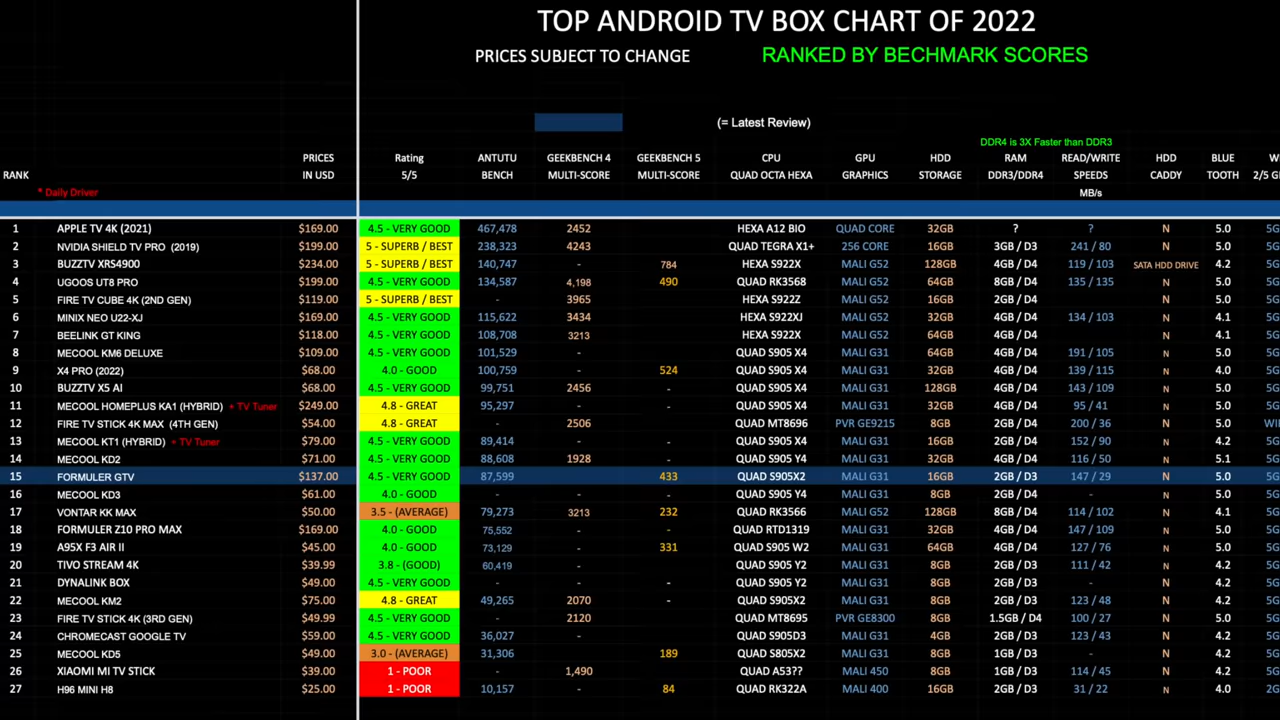 TOP ANDROID TV BOX CHART OF 2022
PRICES SUBJECT TO CHANGE RANKED BY BECHMARK SCORES
(= Latest Review)
DDR4 is 3X Faster than DDR3
PRICES Rating ANTUTU GEEKBENCH 4 GEEKBENCH 5 CPU GPU HDD RAM READ/WRITE HDD BLUE W
RANK IN USD 5/5 BENCH MULTI-SCORE MULTI-SCORE QUAD OCTA HEXA GRAPHICS STORAGE DDR3/DDR4 SPEEDS CADDY TOOTH 2/5 G
* Daily Driver MB/s
1 APPLE TV 4K (2021) $169.00 4.5 - VERY GOOD 467,478 2452 HEXA A12 BIO QUAD CORE 32GB ? ? N 5.0 5G
2 NVIDIA SHIELD TV PRO (2019) $199.00 5 - SUPERB / BEST 238,323 4243 QUAD TEGRA X1+ 256 CORE 16GB 3GB / D3 241 / 80 N 5.0 5G
3 BUZZTV XRS4900 $234.00 5 - SUPERB / BEST 140,747 - 784 HEXA S922X MALI G52 128GB 4GB / D4 119 / 103 SATA HDD DRIVE 4.2 5G
4 UGOOS UT8 PRO $199.00 4.5 - VERY GOOD 134,587 4,198 490 QUAD RK3568 MALI G52 64GB 8GB / D4 135 / 135 N 5.0 5G
5 FIRE TV CUBE 4K (2ND GEN) $119.00 5 - SUPERB / BEST - 3965 HEXA S922Z MALI G52 16GB 2GB / D4 N 5.0 5G
6 MINIX NEO U22-XJ $169.00 4.5 - VERY GOOD 115,622 3434 HEXA S922XJ MALI G52 32GB 4GB / D4 134 / 103 N 4.1 5G
7 BEELINK GT KING $118.00 4.5 - VERY GOOD 108,708 3213 HEXA S922X MALI G52 64GB 4GB / D4 N 4.1 5G
8 MECOOL KM6 DELUXE $109.00 4.5 - VERY GOOD 101,529 - QUAD S905 X4 MALI G31 64GB 4GB / D4 191 / 105 N 5.0 5G
9 X4 PRO (2022) $68.00 4.0 - GOOD 100,759 - 524 QUAD S905 X4 MALI G31 32GB 4GB / D4 139 / 115 N 4.0 5G
10 BUZZTV X5 AI $68.00 4.5 - VERY GOOD 99,751 2456 - QUAD S905 X4 MALI G31 128GB 4GB / D4 143 / 109 N 5.0 5G
11 MECOOL HOMEPLUS KA1 (HYBRID) * TV Tuner $249.00 4.8 - GREAT 95,297 - QUAD S905 X4 MALI G31 32GB 4GB / D4 95 / 41 N 5.0 5G
12 FIRE TV STICK 4K MAX (4TH GEN) $54.00 4.8 - GREAT - 2506 QUAD MT8696 PVR GE9215 8GB 2GB / D4 200 / 36 N 5.0 WI
13 MECOOL KT1 (HYBRID) * TV Tuner $79.00 4.5 - VERY GOOD 89,414 - - QUAD S905 X4 MALI G31 16GB 2GB / D4 152 / 90 N 4.2 5G
14 MECOOL KD2 $71.00 4.5 - VERY GOOD 88,608 1928 - QUAD S905 Y4 MALI G31 32GB 4GB / D4 116 / 50 N 5.1 5G
15 FORMULER GTV $137.00 4.5 - VERY GOOD 87,599 433 QUAD S905X2 MALI G31 16GB 2GB / D3 147 / 29 N 5.0 5G
16 MECOOL KD3 $61.00 4.0 - GOOD - - - QUAD S905 Y4 MALI G31 8GB 2GB / D4 - N 5.0 5G
17 VONTAR KK MAX $50.00 3.5 - (AVERAGE) 79,273 3213 232 QUAD RK3566 MALI G52 128GB 8GB / D4 114 / 102 N 4.1 5G
18 FORMULER Z10 PRO MAX $169.00 4.0 - GOOD 75,552 - - QUAD RTD1319 MALI G31 32GB 4GB / D4 N 5.0 5G
19 A95X F3 AIR II $45.00 4.0 - GOOD 73,129 - 331 QUAD S905 W2 MALI G31 64GB 4GB / D4 127 / 76 N 5.0 5G
20 TIVO STREAM 4K $39.99 3.8 - (GOOD) 60,419 - QUAD S905 Y2 MALI G31 8GB 2GB / D3 111 / 42 N 4.2 5G
21 DYNALINK BOX $49.00 4.5 - VERY GOOD - - - QUAD S905 Y2 MALI G31 8GB 2GB / D3 - N 4.2 5G
22 MECOOL KM2 $75.00 4.8 - GREAT 49,265 2070 - QUAD S905X2 MALI G31 8GB 2GB / D3 123 / 48 N 4.2 5G
23 FIRE TV STICK 4K (3RD GEN) $49.99 4.5 - VERY GOOD - 2120 QUAD MT8695 PVR GE8300 8GB 1.5GB / D4 100 / 27 N 5.0 5G
24 CHROMECAST GOOGLE TV $59.00 4.5 - VERY GOOD 36,027 - QUAD S905D3 MALI G31 4GB 2GB / D3 123 / 43 N 4.2 5G
25 MECOOL KD5 $49.00 3.0 - (AVERAGE) 31,306 189 QUAD S805X2 MALI G31 8GB 1GB / D3 - N 4.2 5G
26 XIAOMI MI TV STICK $39.00 1 - POOR - 1,490 - QUAD A53?? MALI 450 8GB 2GB / D3 114 / 45 N 4.2 5G
27 H96 MINI H8 $25.00 1 - POOR 10,157 - 84 QUAD RK322A MALI 400 16GB 2GB / D3 31 / 22 N 4.0 2G